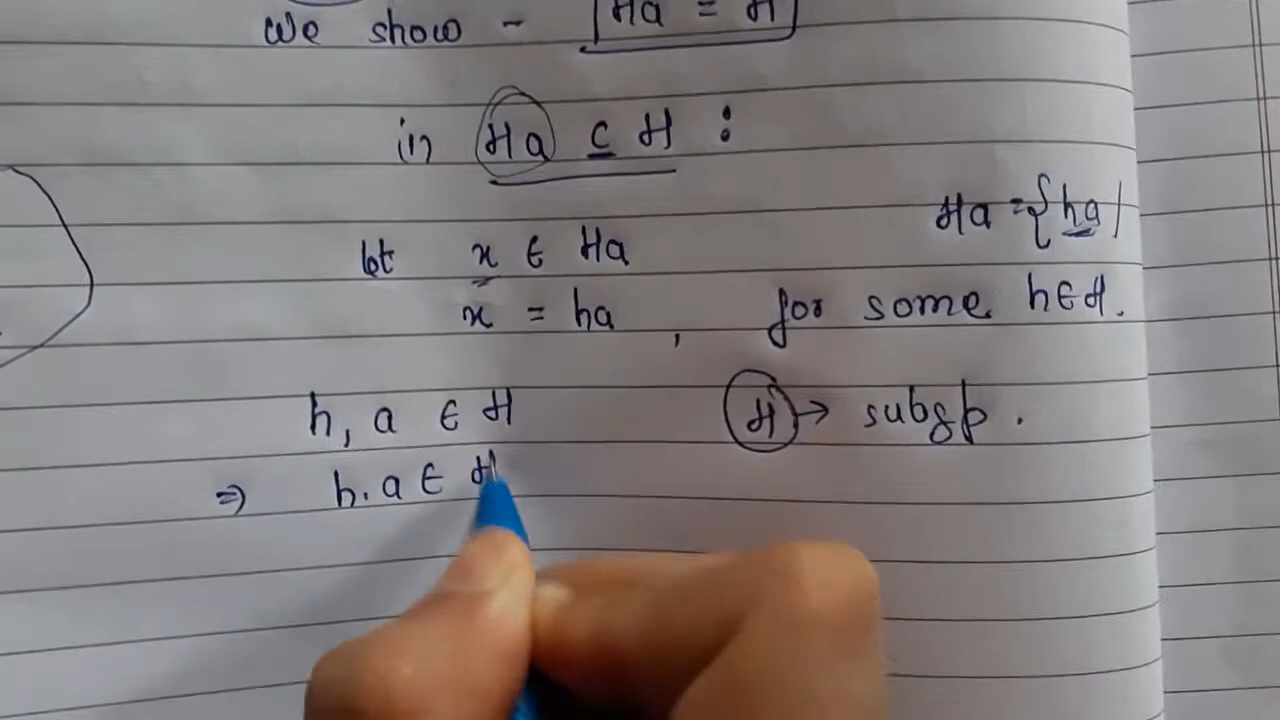 We show - Ha = H
(i) Ha ⊆ H :
Ha = {ha |
let x ∈ Ha
x = ha , for some h∈H.
h, a ∈ H H → subgp.
⇒ h.a ∈ H